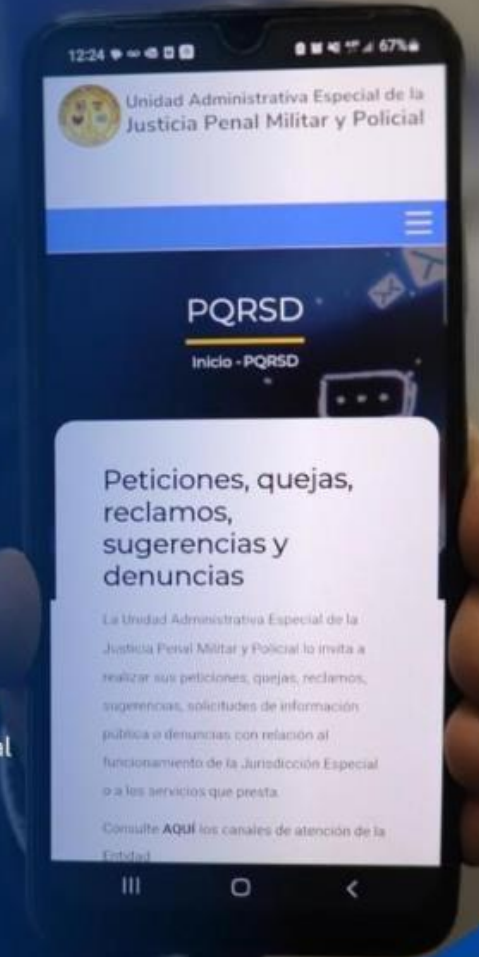 12:24
67%
Unidad Administrativa Especial de la
Justicia Penal Militar y Policial
PQRSD
Inicio - PQRSD
Peticiones, quejas,
reclamos,
sugerencias y
denuncias
La Unidad Administrativa Especial de la
Justicia Penal Militar y Policial lo invita a
realizar sus peticiones, quejas, reclamos,
sugerencias, solicitudes de información
pública o denuncias con relación al
funcionamiento de la Jurisdicción Especial
o a los servicios que presta.
Consulte AQUÍ los canales de atención de la
Entidad